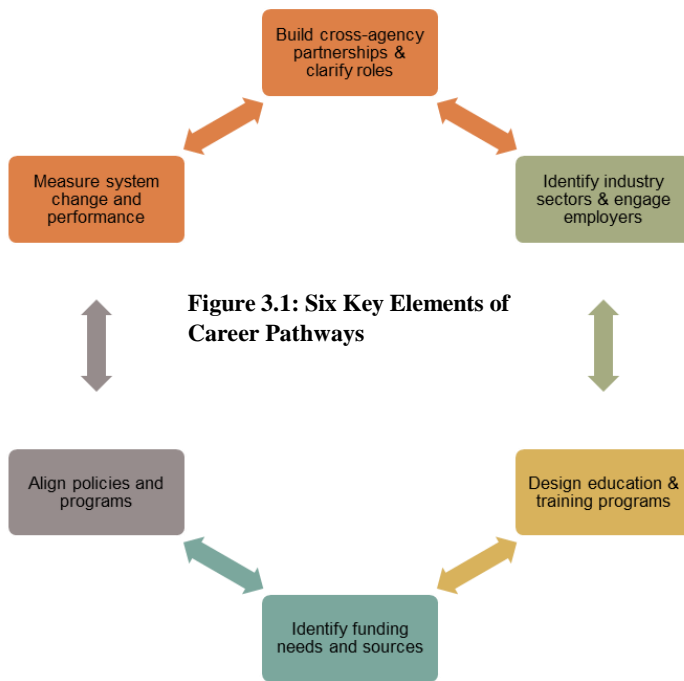 Build cross-agency
partnerships &
clarify roles
Measure system
change and
performance
Identify industry
sectors & engage
employers
Figure 3.1: Six Key Elements of
Career Pathways
Align policies and
programs
Design education &
training programs
Identify funding
needs and sources